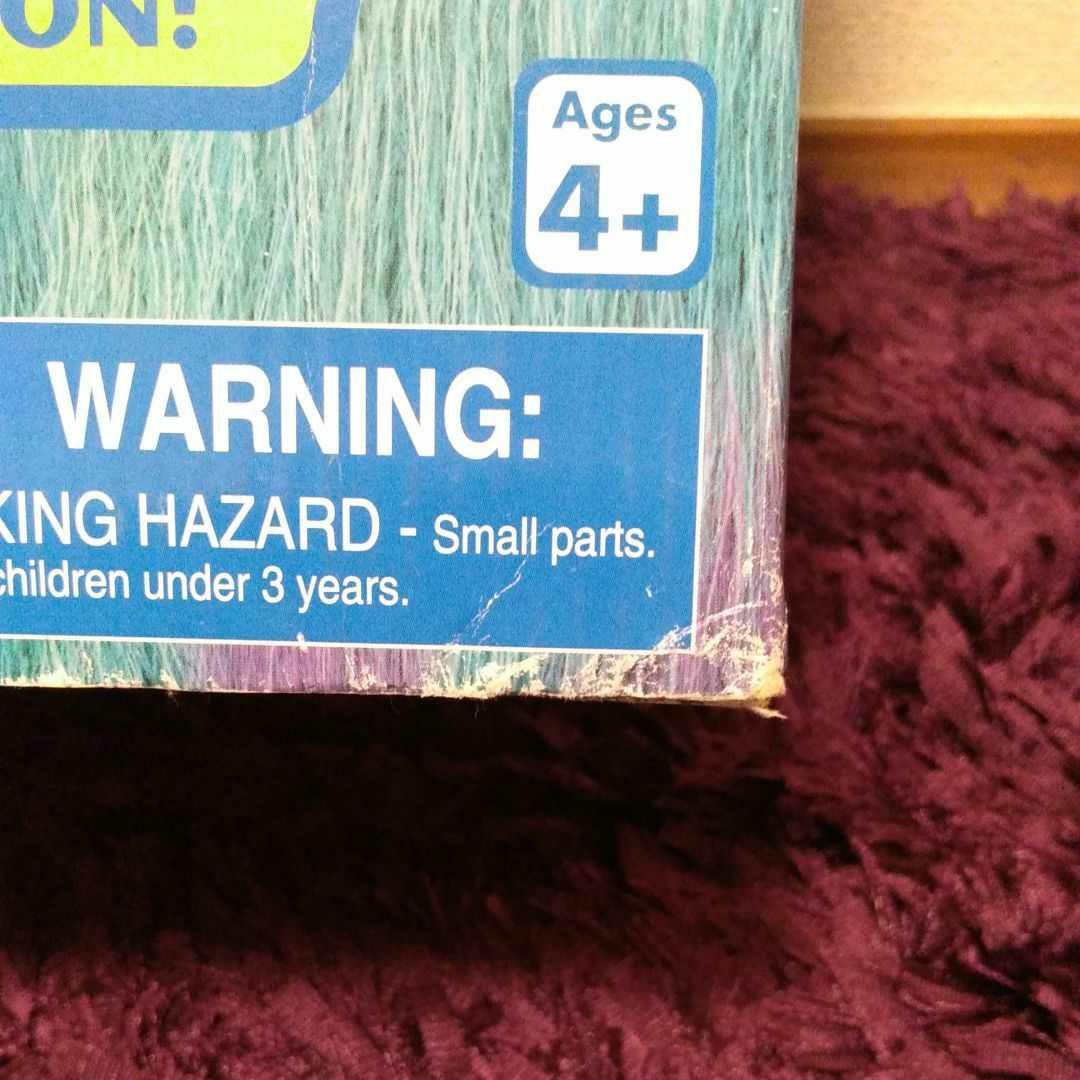 ON!
Ages
4+
WARNING:
KING HAZARD - Small parts.
children under 3 years.